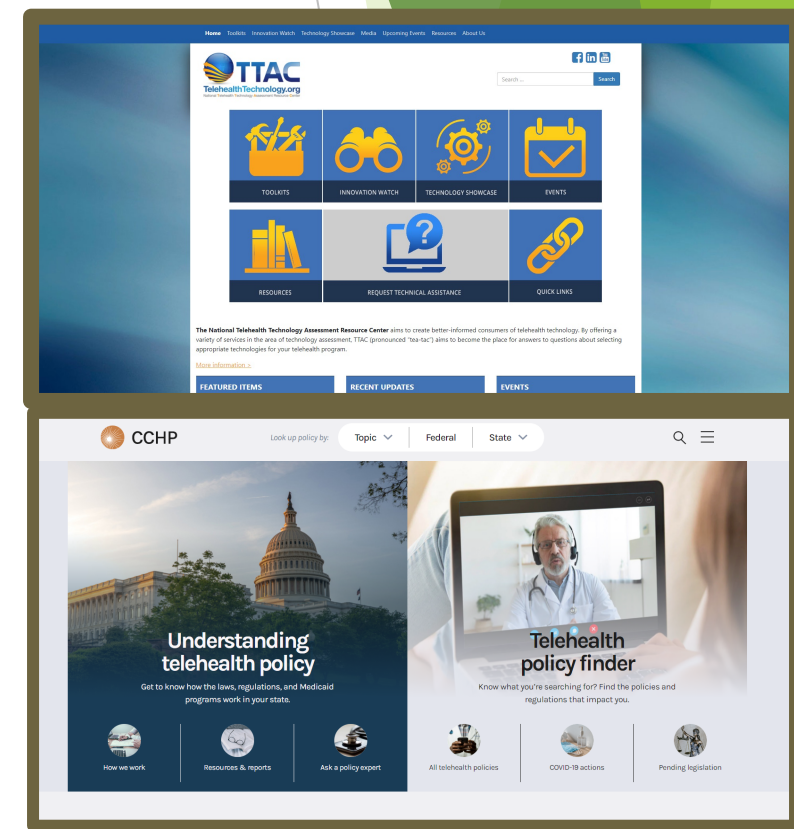 Home Toolkits Innovation Watch Technology Showcase Media Upcoming Events Resources About Us
TTAC
TelehealthTechnology.org
National Telehealth Technology Assessment Resource Center
Search ...
Search
TOOLKITS
INNOVATION WATCH
TECHNOLOGY SHOWCASE
EVENTS
RESOURCES
REQUEST TECHNICAL ASSISTANCE
QUICK LINKS
The National Telehealth Technology Assessment Resource Center aims to create better-informed consumers of telehealth technology. By offering a
variety of services in the area of technology assessment, TTAC (pronounced "tea-tac") aims to become the place for answers to questions about selecting
appropriate technologies for your telehealth program.
More information >
FEATURED ITEMS
RECENT UPDATES
EVENTS
CCHP
Look up policy by:
Topic
Federal
State
Understanding
telehealth policy
Get to know how the laws, regulations, and Medicaid
programs work in your state.
How we work
Resources & reports
Ask a policy expert
Telehealth
policy finder
Know what you're searching for? Find the policies and
regulations that impact you.
All telehealth policies
COVID-19 actions
Pending legislation